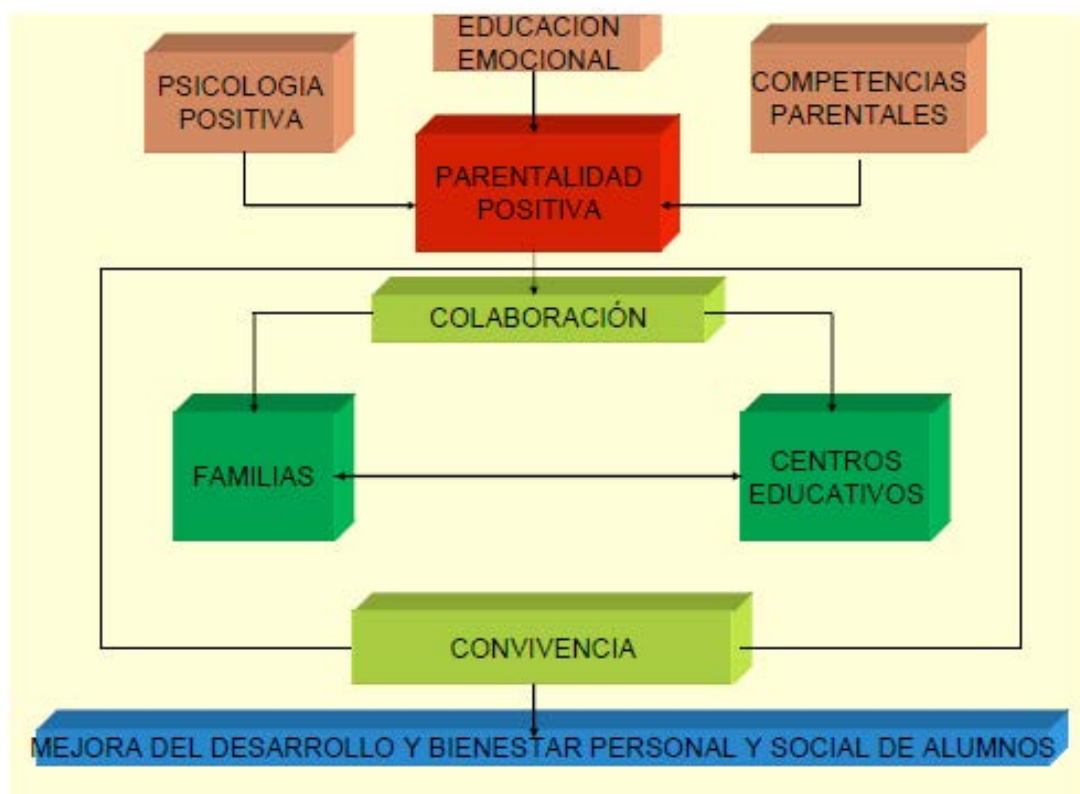 EDUCACION
EMOCIONAL
PSICOLOGIA
POSITIVA
COMPETENCIAS
PARENTALES
PARENTALIDAD
POSITIVA
COLABORACIÓN
FAMILIAS
CENTROS
EDUCATIVOS
CONVIVENCIA
MEJORA DEL DESARROLLO Y BIENESTAR PERSONAL Y SOCIAL DE ALUMNOS